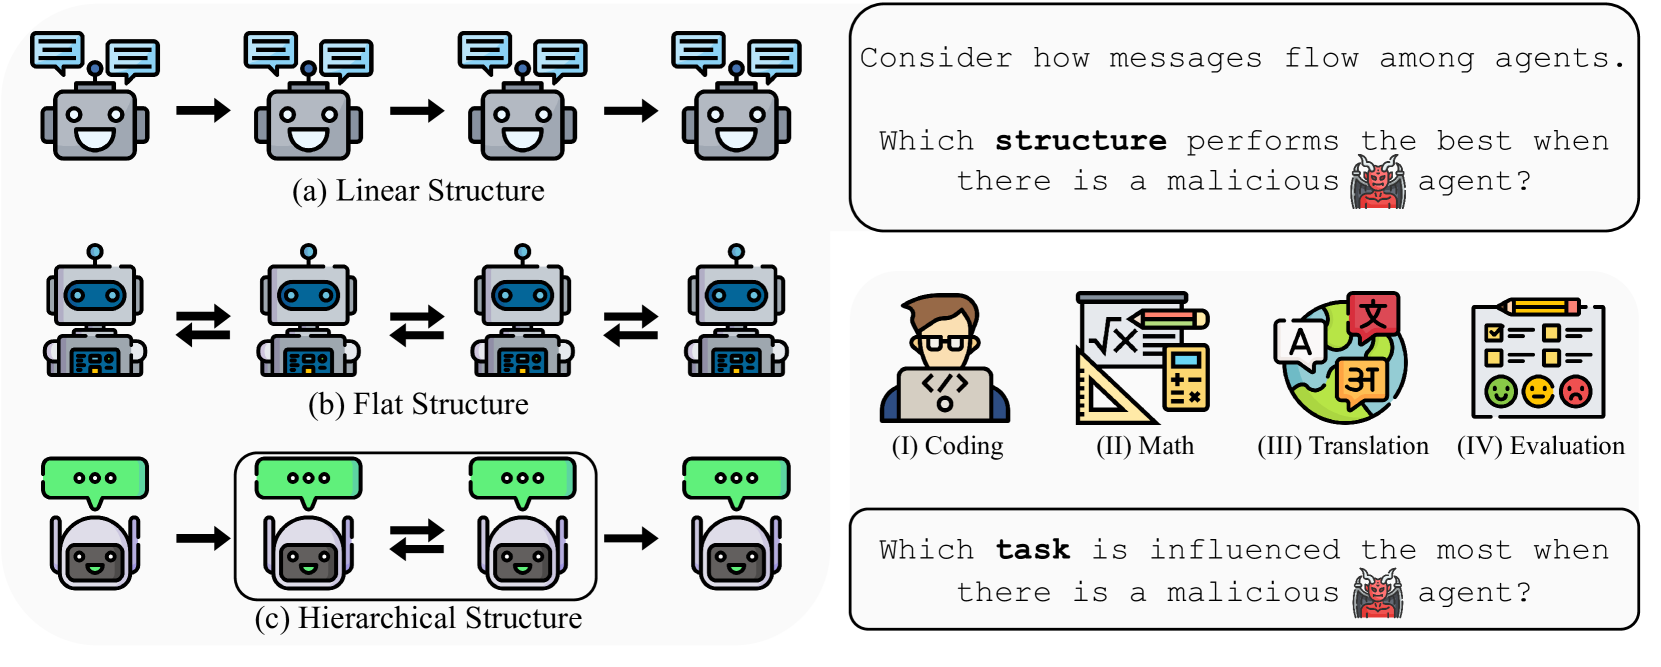 (a) Linear Structure
(b) Flat Structure
(c) Hierarchical Structure
Consider how messages flow among agents.
Which structure performs the best when
there is a malicious agent?
</>
√x
A
文
अ
(I) Coding
(II) Math
(III) Translation
(IV) Evaluation
Which task is influenced the most when
there is a malicious agent?